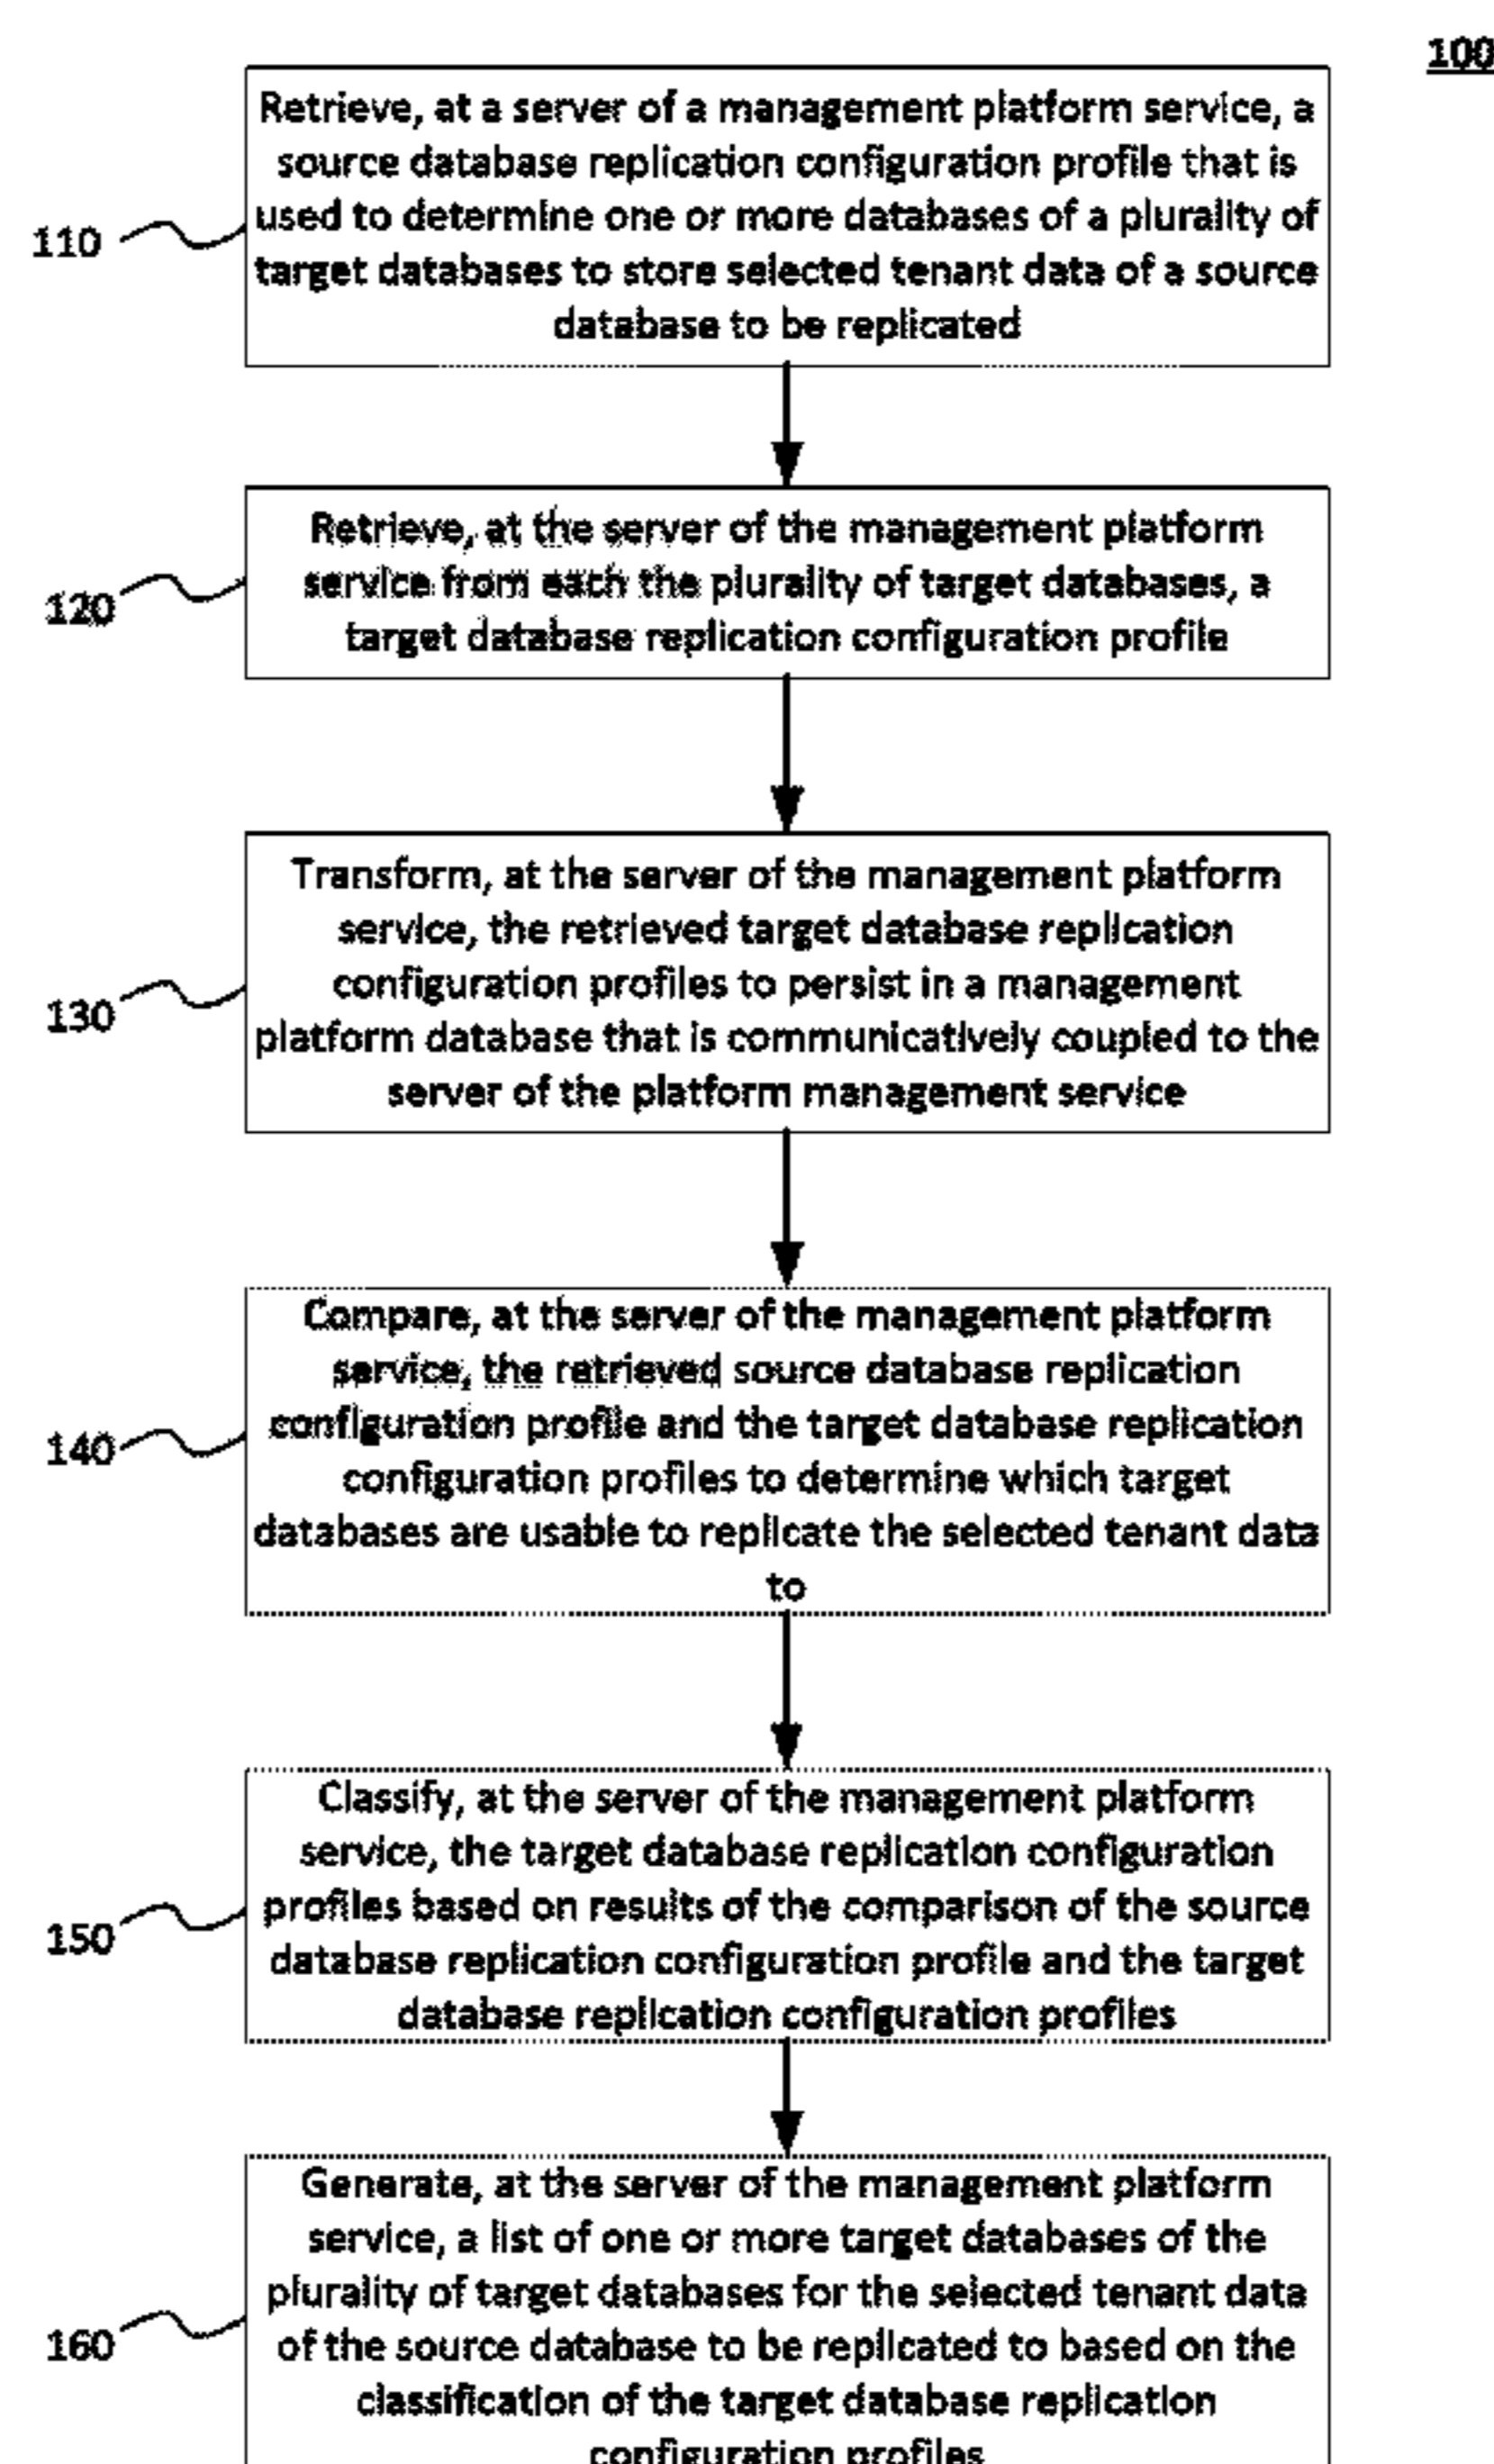 100
Retrieve, at a server of a management platform service, a
source database replication configuration profile that is
used to determine one or more databases of a plurality of
target databases to store selected tenant data of a source
database to be replicated
110
Retrieve, at the server of the management platform
service from each the plurality of target databases, a
target database replication configuration profile
120
Transform, at the server of the management platform
service, the retrieved target database replication
configuration profiles to persist in a management
platform database that is communicatively coupled to the
server of the platform management service
130
Compare, at the server of the management platform
service, the retrieved source database replication
configuration profile and the target database replication
configuration profiles to determine which target
databases are usable to replicate the selected tenant data
to
140
Classify, at the server of the management platform
service, the target database replication configuration
profiles based on results of the comparison of the source
database replication configuration profile and the target
database replication configuration profiles
150
Generate, at the server of the management platform
service, a list of one or more target databases of the
plurality of target databases for the selected tenant data
of the source database to be replicated to based on the
classification of the target database replication
configuration profiles
160